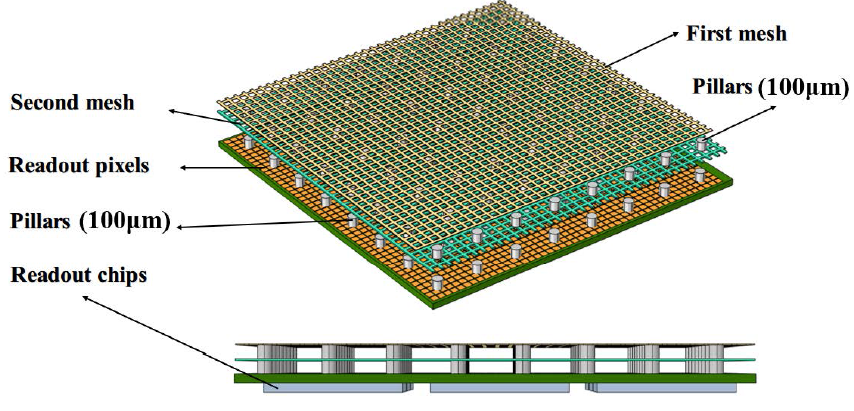 First mesh
Pillars (100μm)
Second mesh
Readout pixels
Pillars (100μm)
Readout chips